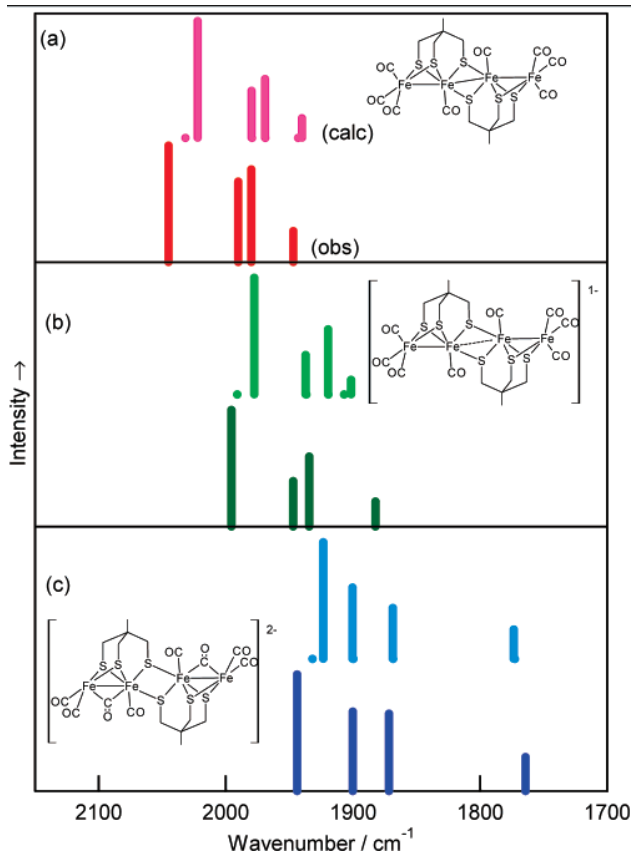 (a)
OC
CO
CO
S
S
S
OC
Fe
Fe
Fe
Fe
OC
OC
CO
S
S
S
CO
(calc)
(obs)
(b)
1-
S
S
S
OC
CO
CO
OC
Fe
Fe
Fe
Fe
OC
OC
CO
S
S
S
CO
(c)
2-
S
S
S
OC
O
C
CO
CO
Fe
Fe
Fe
Fe
OC
OC
C
O
CO
S
S
S
Intensity →
2100 2000 1900 1800 1700
Wavenumber / cm-1